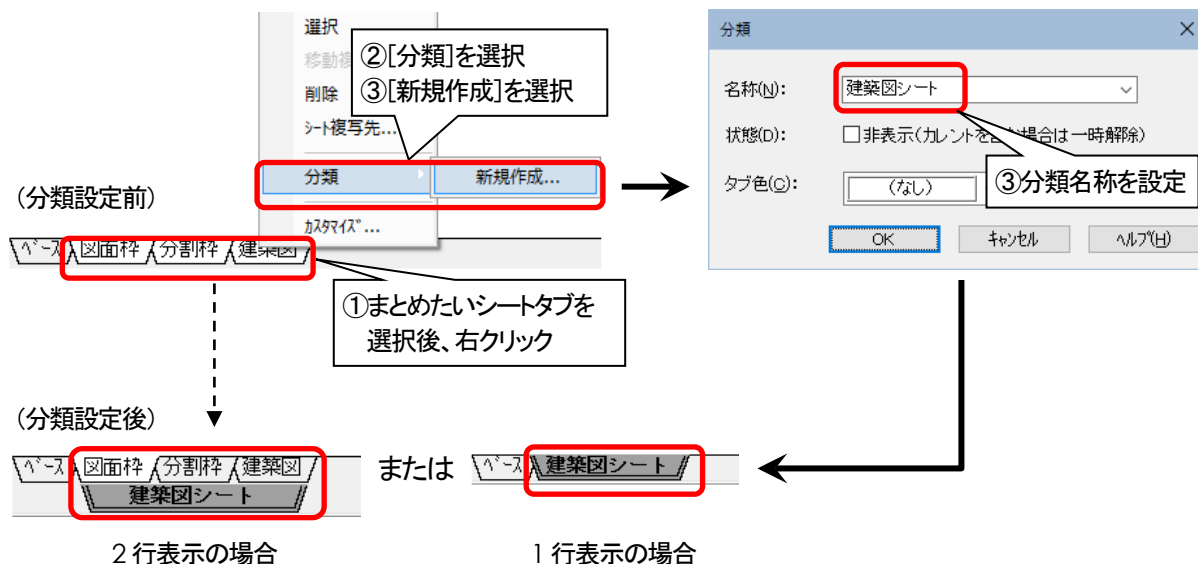 選択
②[分類]を選択
③[新規作成]を選択
削除
ｼｰﾄ複写先...
分類 新規作成...
ｶｽﾀﾏｲｽﾞ...
(分類設定前)
ﾍﾞｰｽ 図面枠 分割枠 建築図
①まとめたいシートタブを
選択後、右クリック
分類
名称(N): 建築図シート
状態(D): 非表示(カレントを 場合は一時解除)
タブ色(C): (なし)
③分類名称を設定
OK ｷｬﾝｾﾙ ﾍﾙﾌﾟ(H)
(分類設定後)
ﾍﾞｰｽ 図面枠 分割枠 建築図
建築図シート
または
ﾍﾞｰｽ 建築図シート
2 行表示の場合
1 行表示の場合